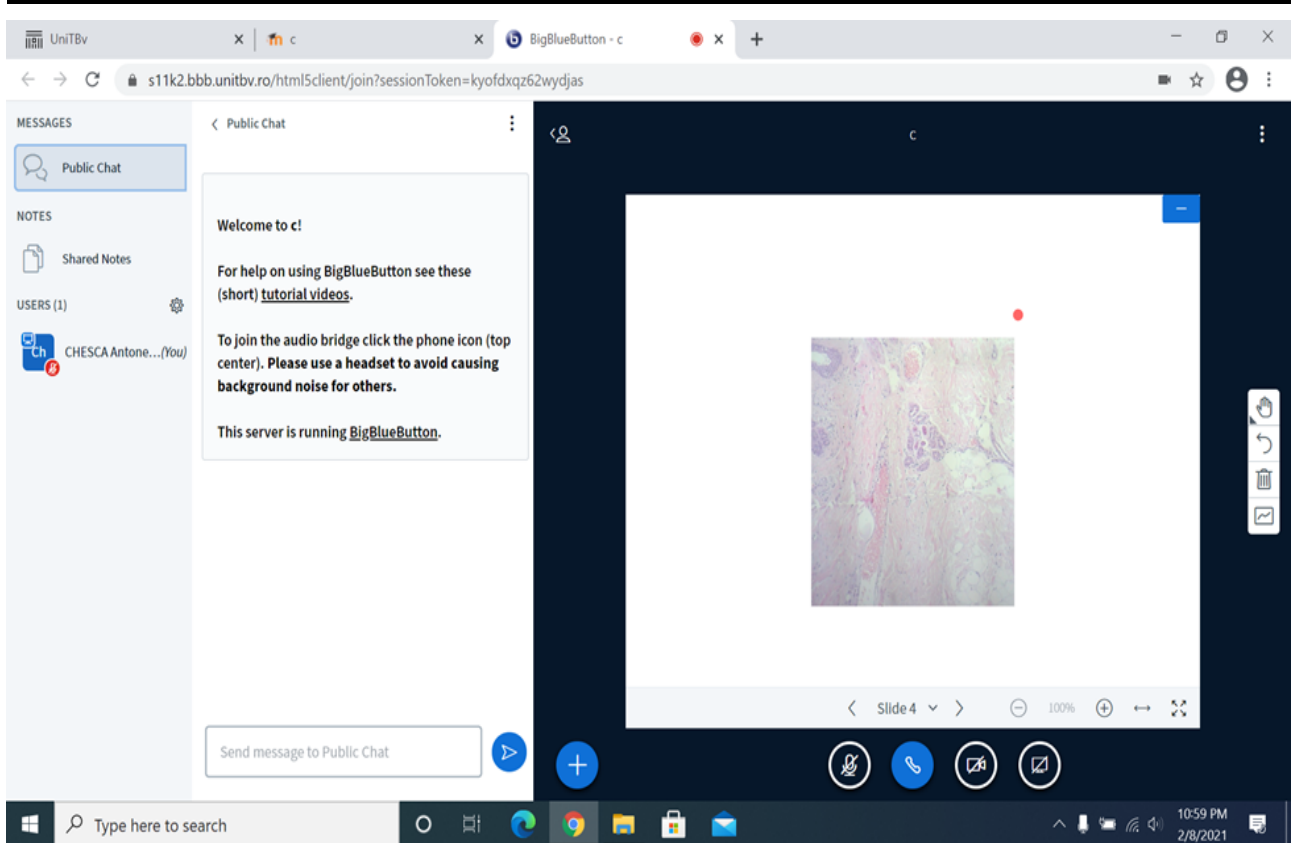 UniTBv
c
BigBlueButton - c
s11k2.bbb.unitbv.ro/html5client/join?sessionToken=kyofdxqz62wydjas
MESSAGES
Public Chat
NOTES
Shared Notes
USERS (1)
Ch
CHESCA Antone...(You)
Public Chat
Welcome to c!
For help on using BigBlueButton see these
(short) tutorial videos.
To join the audio bridge click the phone icon (top
center). Please use a headset to avoid causing
background noise for others.
This server is running BigBlueButton.
Send message to Public Chat
c
Slide 4
100%
Type here to search
10:59 PM
2/8/2021